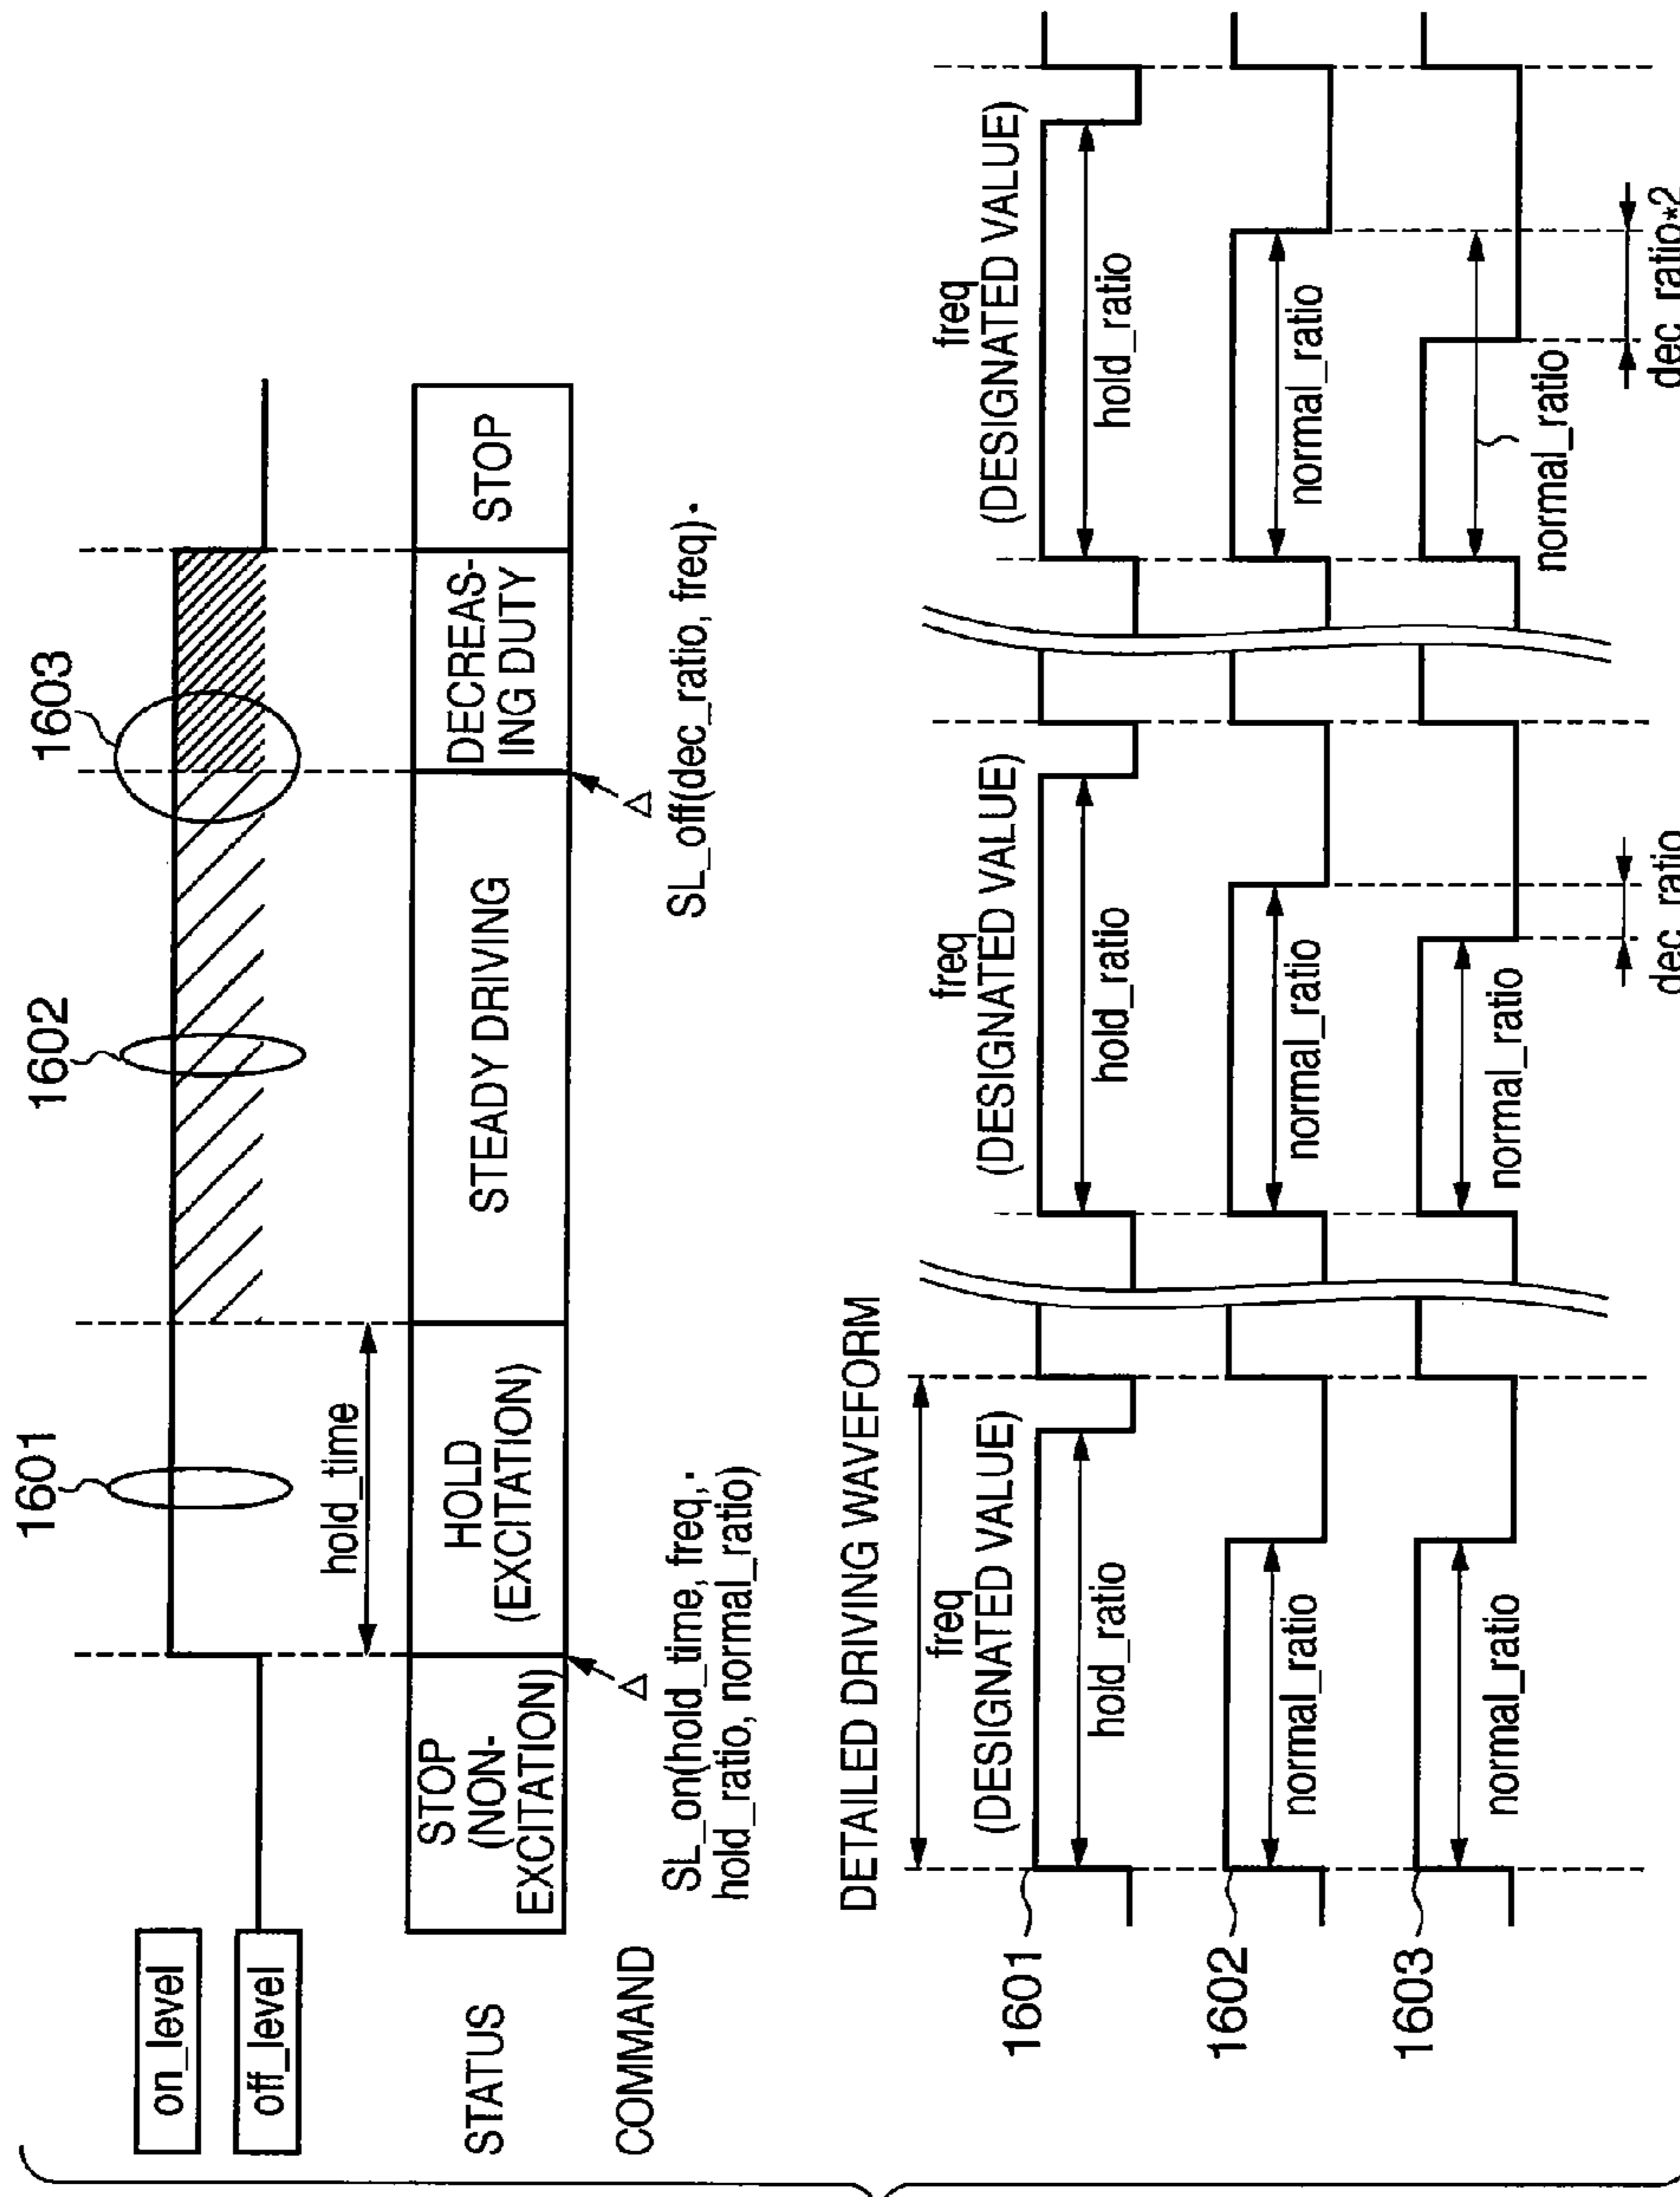 1601
1602
1603
on_level
off_level
hold_time
STATUS
STOP
(NON-
EXCITATION)
HOLD
(EXCITATION)
STEADY DRIVING
DECREAS-
ING DUTY
STOP
COMMAND
SL_on(hold_time, freq,
hold_ratio, normal_ratio)
SL_off(dec_ratio, freq)
DETAILED DRIVING WAVEFORM
freq
(DESIGNATED VALUE)
freq
(DESIGNATED VALUE)
freq
(DESIGNATED VALUE)
1601
hold_ratio
hold_ratio
hold_ratio
1602
normal_ratio
normal_ratio
normal_ratio
1603
normal_ratio
normal_ratio
normal_ratio
dec_ratio
dec_ratio*2